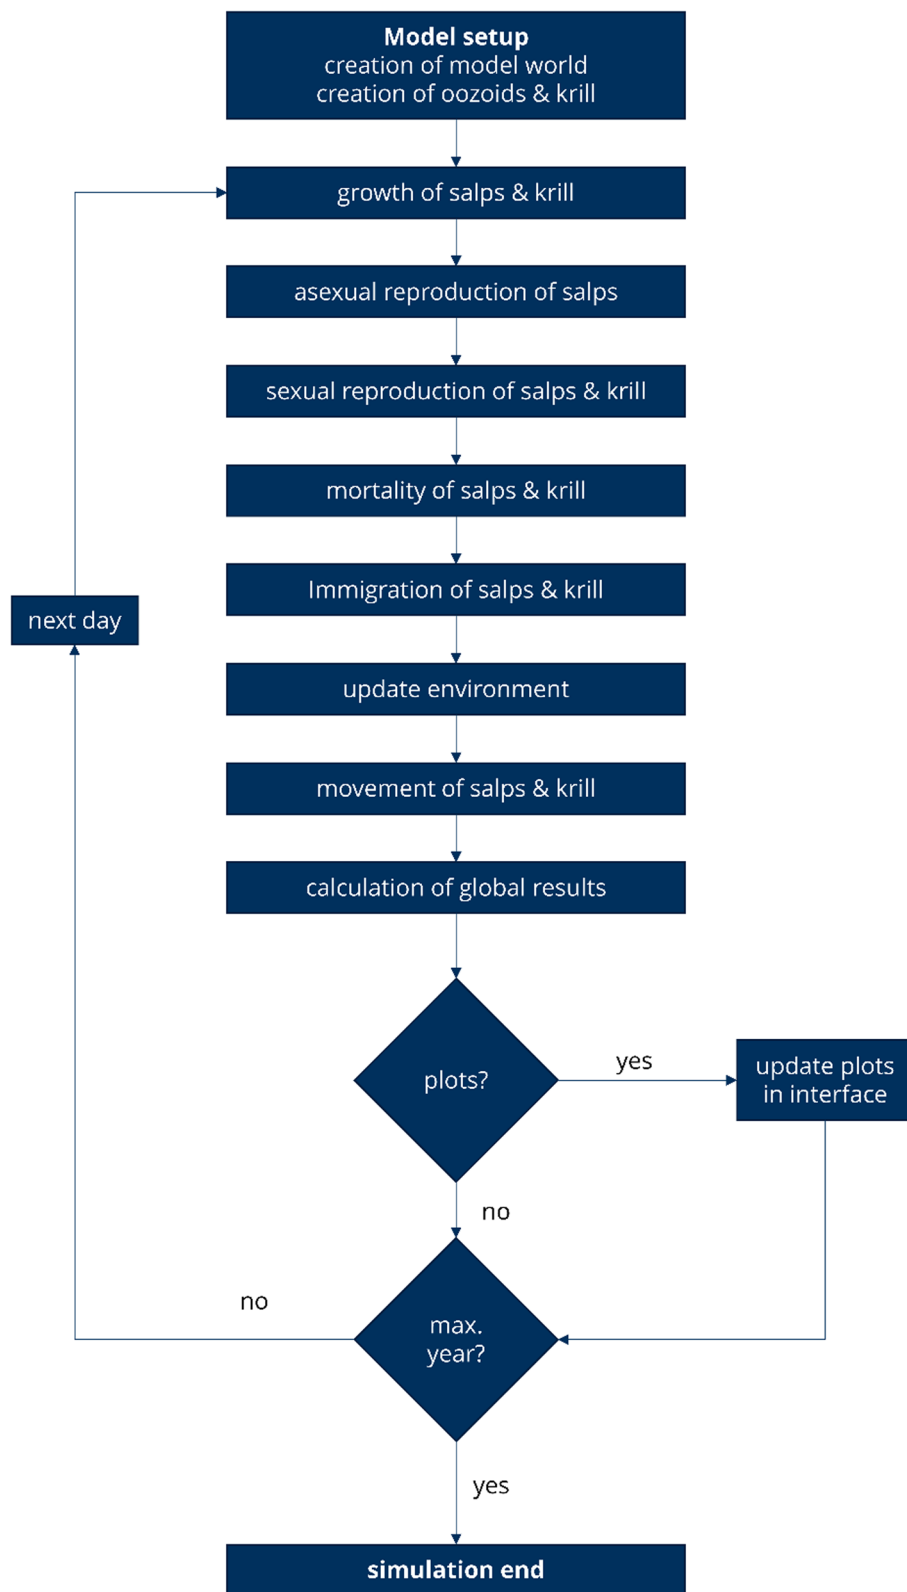 Model setup
creation of model world
creation of oozoids & krill
growth of salps & krill
asexual reproduction of salps
sexual reproduction of salps & krill
mortality of salps & krill
Immigration of salps & krill
next day
update environment
movement of salps & krill
calculation of global results
plots?
yes
update plots
in interface
no
no
max.
year?
yes
simulation end